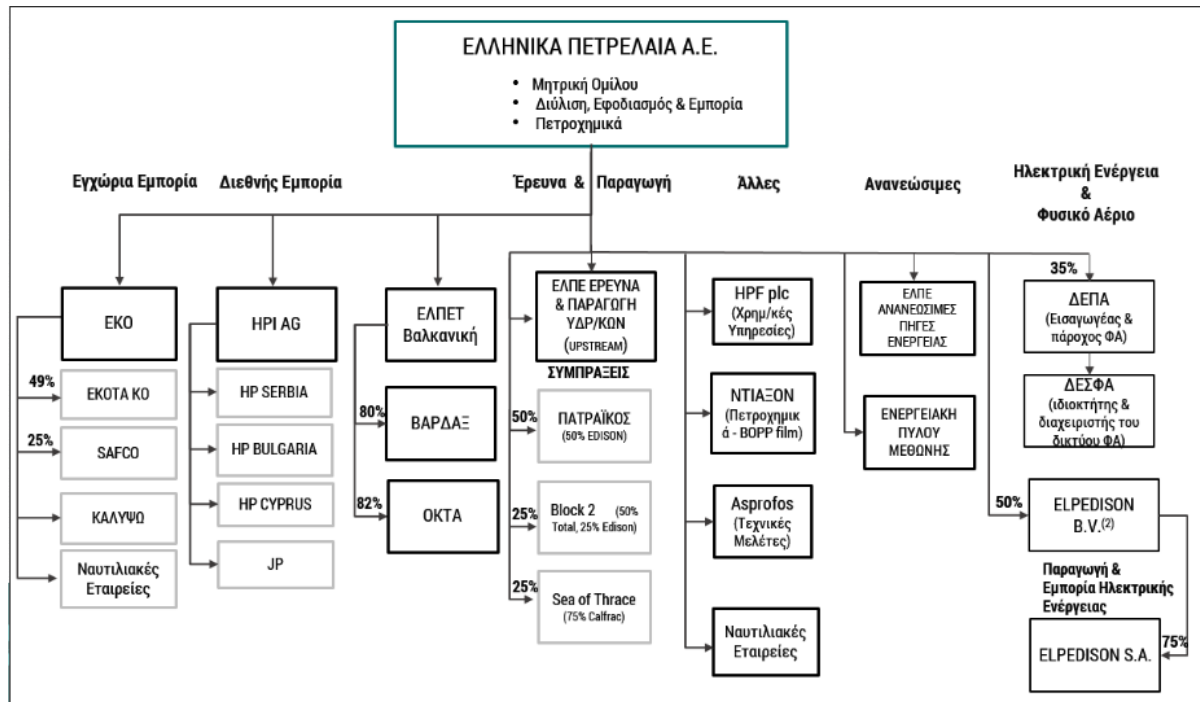 ΕΛΛΗΝΙΚΑ ΠΕΤΡΕΛΑΙΑ Α.Ε.
• Μητρική Ομίλου
• Διύλιση, Εφοδιασμός & Εμπορία
• Πετροχημικά
Εγχώρια Εμπορία
Διεθνής Εμπορία
Έρευνα & Παραγωγή
Άλλες
Ανανεώσιμες
Ηλεκτρική Ενέργεια
&
Φυσικό Αέριο
ΕΚΟ
49%
ΕΚΟΤΑ ΚΟ
25%
SAFCO
ΚΑΛΥΨΩ
Ναυτιλιακές
Εταιρείες
HPI AG
HP SERBIA
HP BULGARIA
HP CYPRUS
JP
ΕΛΠΕΤ
Βαλκανική
80%
ΒΑΡΔΑΞ
82%
ΟΚΤΑ
ΕΛΠΕ ΕΡΕΥΝΑ
& ΠΑΡΑΓΩΓΗ
ΥΔΡ/ΚΩΝ
(UPSTREAM)
ΣΥΜΠΡΑΞΕΙΣ
50%
ΠΑΤΡΑΪΚΟΣ
(50% EDISON)
25%
Block 2 (50%
Total, 25% Edison)
25%
Sea of Thrace
(75% Calfrac)
HPF plc
(Χρημ/κές
Υπηρεσίες)
ΝΤΙΑΞΟΝ
(Πετροχημικ
ά - BOPP film)
Asprofos
(Τεχνικές
Μελέτες)
Ναυτιλιακές
Εταιρείες
ΕΛΠΕ
ΑΝΑΝΕΩΣΙΜΕΣ
ΠΗΓΕΣ
ΕΝΕΡΓΕΙΑΣ
ΕΝΕΡΓΕΙΑΚΗ
ΠΥΛΟΥ
ΜΕΘΩΝΗΣ
35%
ΔΕΠΑ
(Εισαγωγέας &
πάροχος ΦΑ)
ΔΕΣΦΑ
(ιδιοκτήτης &
διαχειριστής του
δικτύου ΦΑ)
50%
ELPEDISON
B.V.(2)
Παραγωγή &
Εμπορία Ηλεκτρικής
Ενέργειας
ELPEDISON S.A.
75%